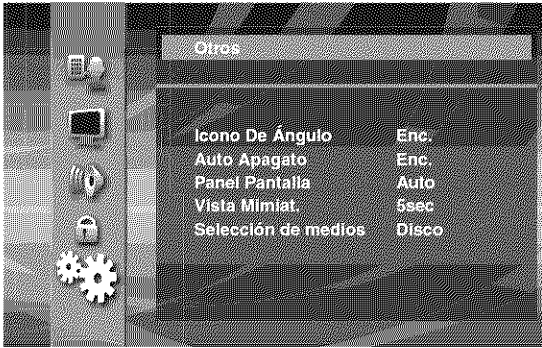 Otros
Icono De Ángulo Enc.
Auto Apagato Enc.
Panel Pantalla Auto
Vista Mimiat. 5sec
Selección de medios Disco